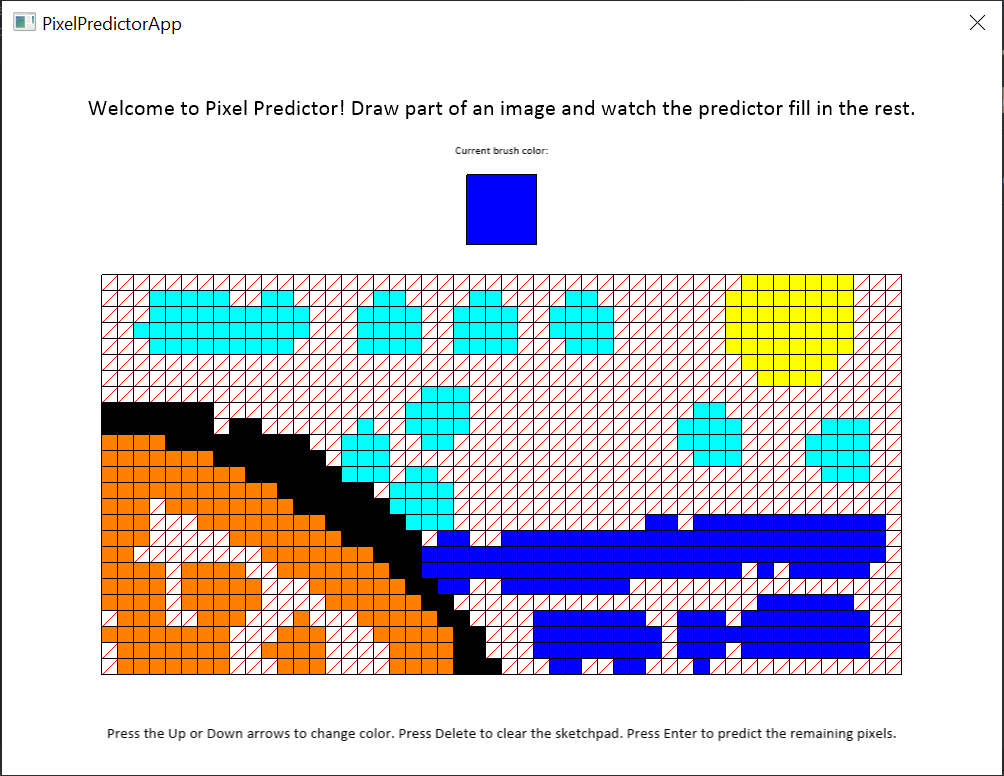 PixelPredictorApp
Welcome to Pixel Predictor! Draw part of an image and watch the predictor fill in the rest.
Current brush color:
Press the Up or Down arrows to change color. Press Delete to clear the sketchpad. Press Enter to predict the remaining pixels.